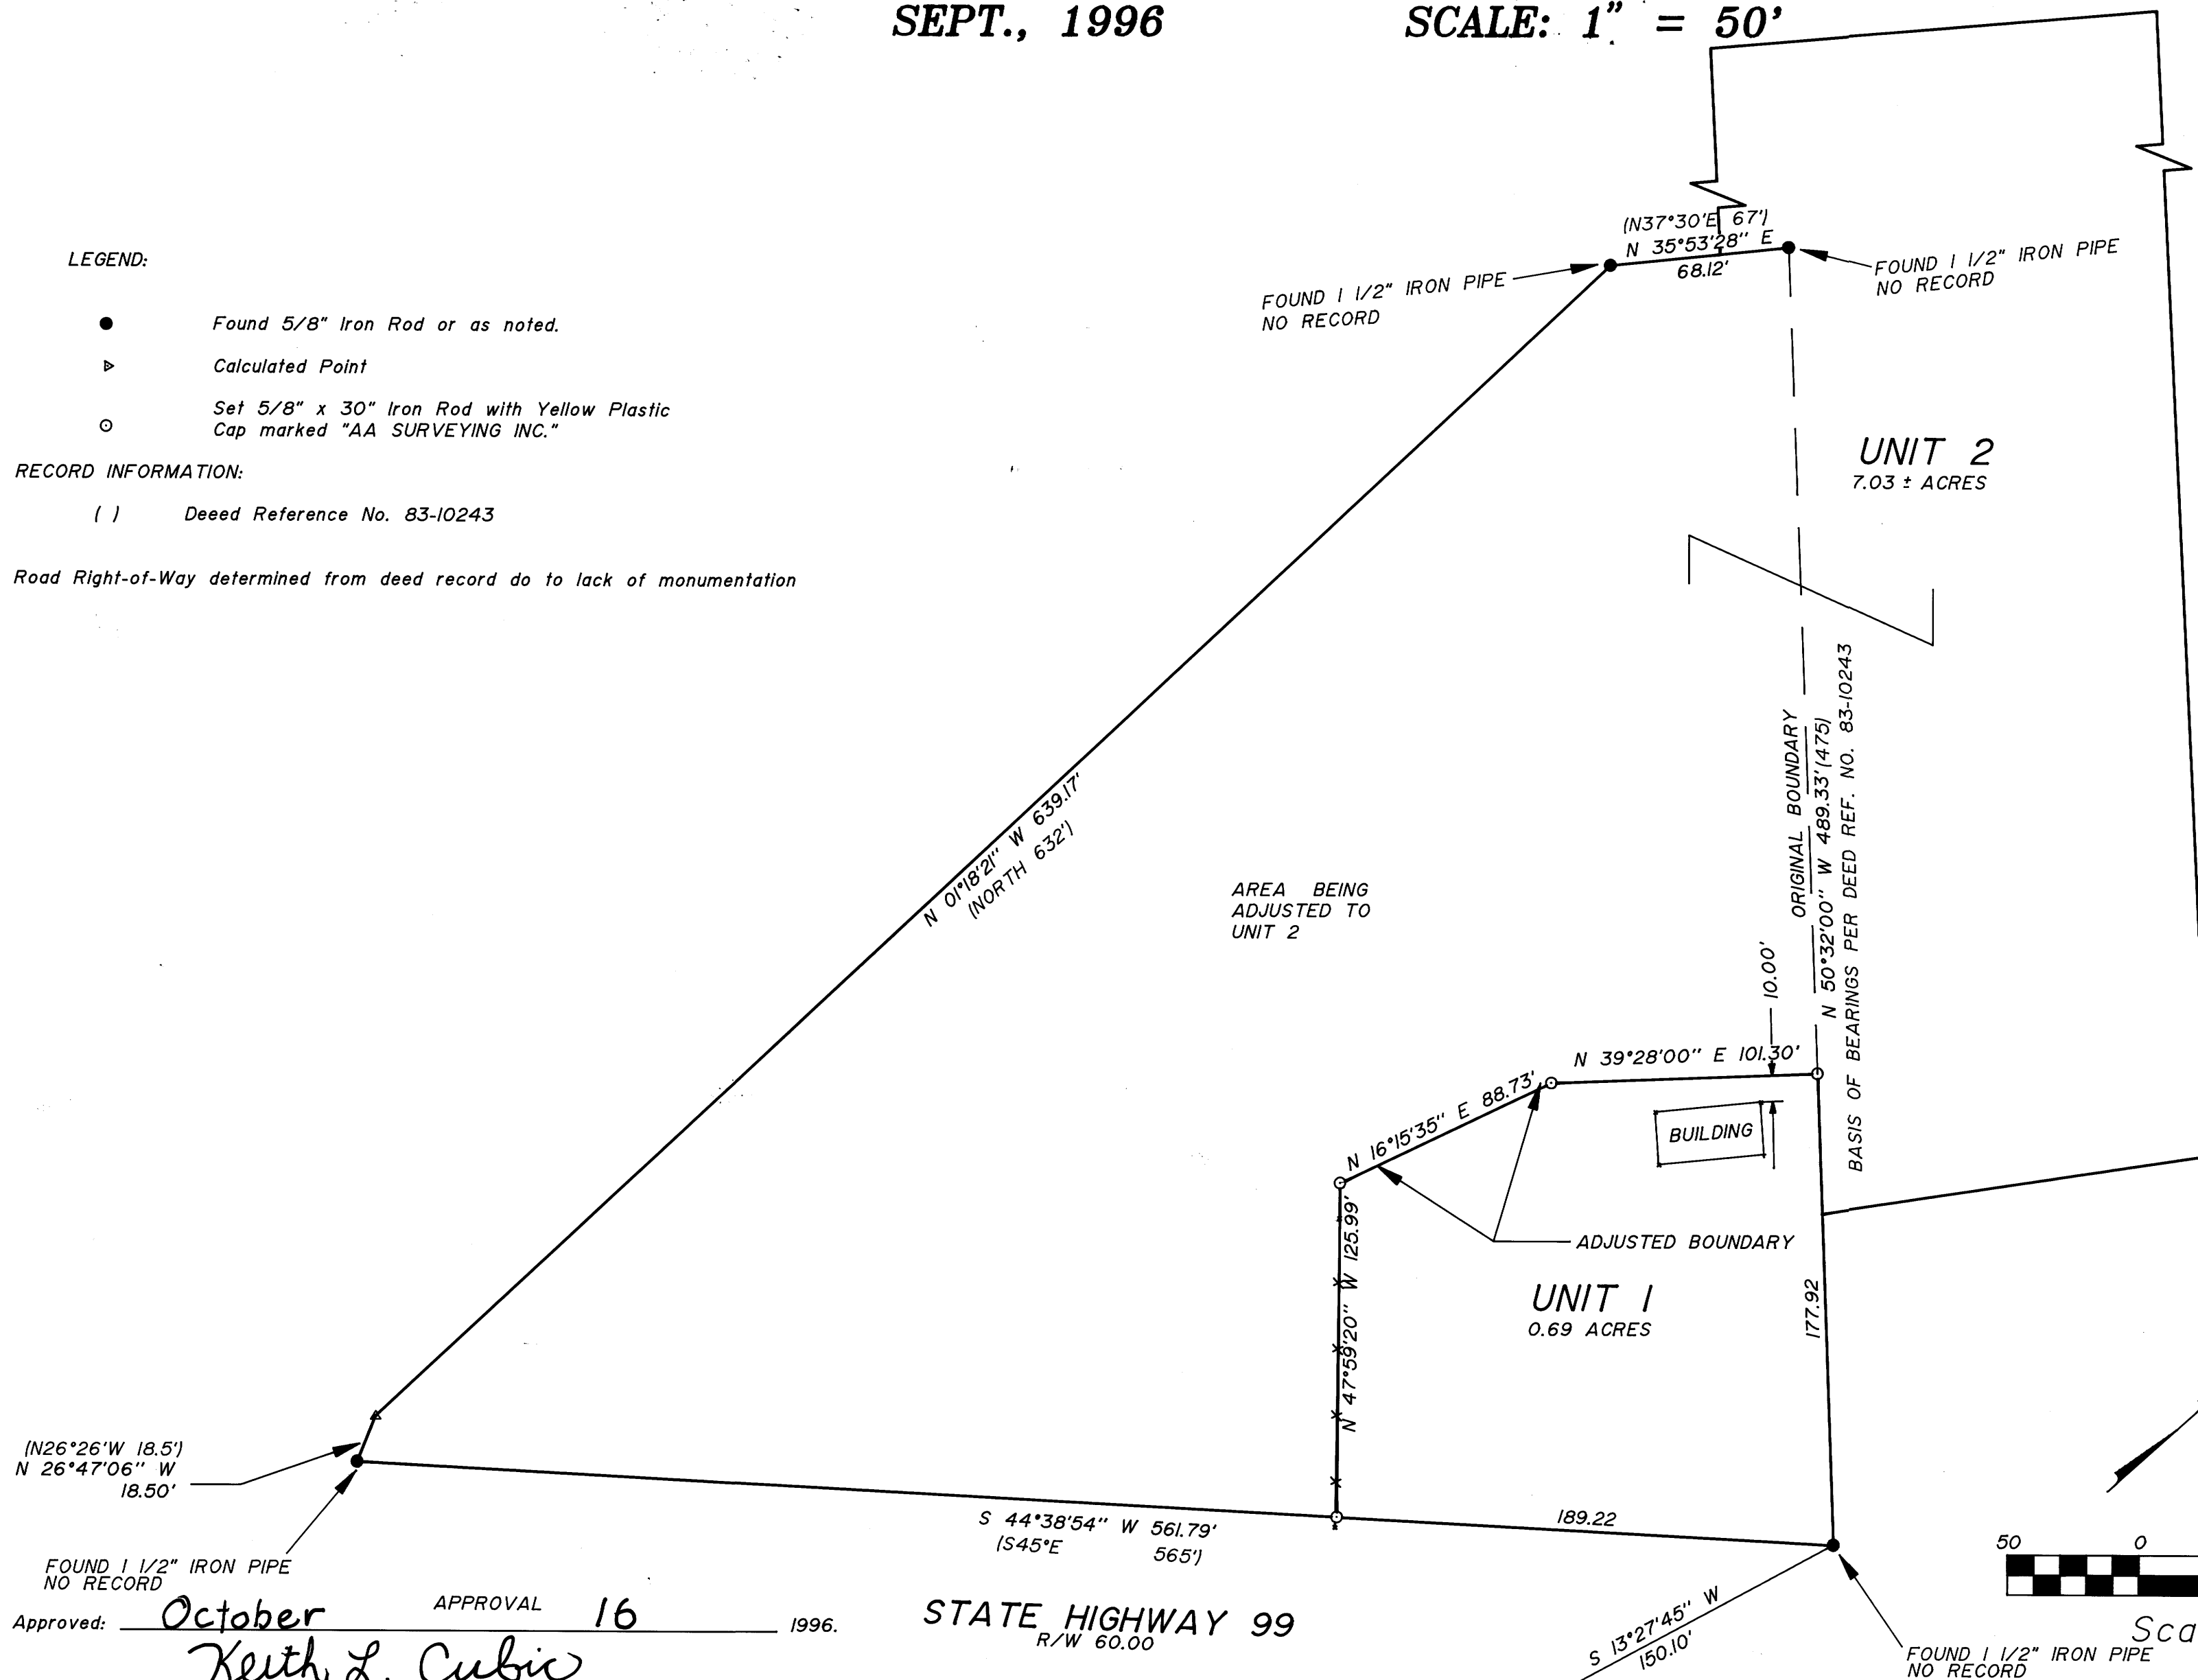 SEPT., 1996
SCALE: 1" = 50'
(N37°30'E 67')
N 35°53'28" E
68.12'
FOUND 1 1/2" IRON PIPE
NO RECORD
FOUND 1 1/2" IRON PIPE
NO RECORD
LEGEND:
Found 5/8" Iron Rod or as noted.
Calculated Point
Set 5/8" x 30" Iron Rod with Yellow Plastic
Cap marked "AA SURVEYING INC."
RECORD INFORMATION:
( ) Deeed Reference No. 83-10243
Road Right-of-Way determined from deed record do to lack of monumentation
UNIT 2
7.03 ± ACRES
N 01°18'21" W 639.17'
(NORTH 632')
AREA BEING
ADJUSTED TO
UNIT 2
ORIGINAL BOUNDARY
N 50°32'00" W 489.33'(475)
BASIS OF BEARINGS PER DEED REF. NO. 83-10243
10.00'
N 39°28'00" E 101.30'
N 16°15'35" E 88.73'
BUILDING
ADJUSTED BOUNDARY
N 47°59'20" W 125.99'
UNIT 1
0.69 ACRES
177.92
(N26°26'W 18.5')
N 26°47'06" W
18.50'
FOUND 1 1/2" IRON PIPE
NO RECORD
S 44°38'54" W 561.79'
(S45°E 565')
189.22
50 0
Sca
APPROVAL
Approved: October 16 1996.
Keith L. Cubic
STATE HIGHWAY 99
R/W 60.00
S 13°27'45" W
150.10'
FOUND 1 1/2" IRON PIPE
NO RECORD